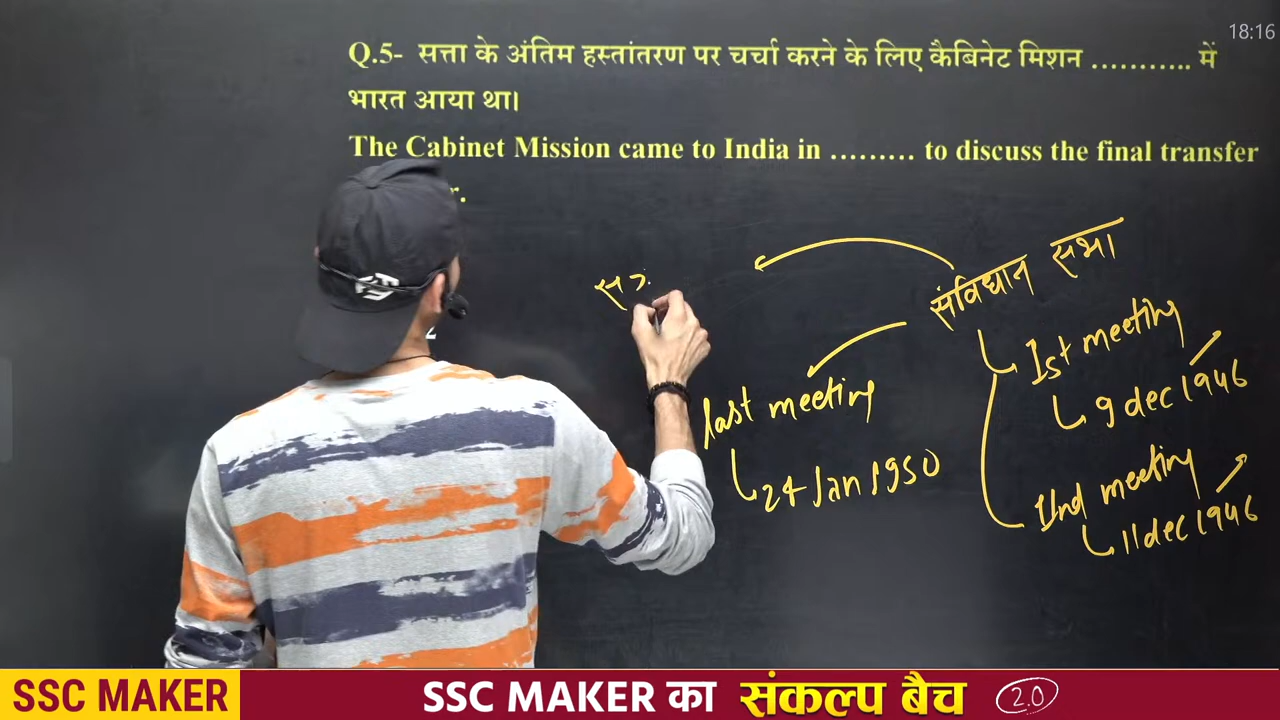 18:16
Q.5- सत्ता के अंतिम हस्तांतरण पर चर्चा करने के लिए कैबिनेट मिशन ………... में
भारत आया था।
The Cabinet Mission came to India in ……… to discuss the final transfer
r.
संविधान सभा
Ist meeting
9 dec 1946
IInd meeting
11 dec 1946
last meeting
24 Jan 1950
SSC MAKER
SSC MAKER का संकल्प बैच 2.0